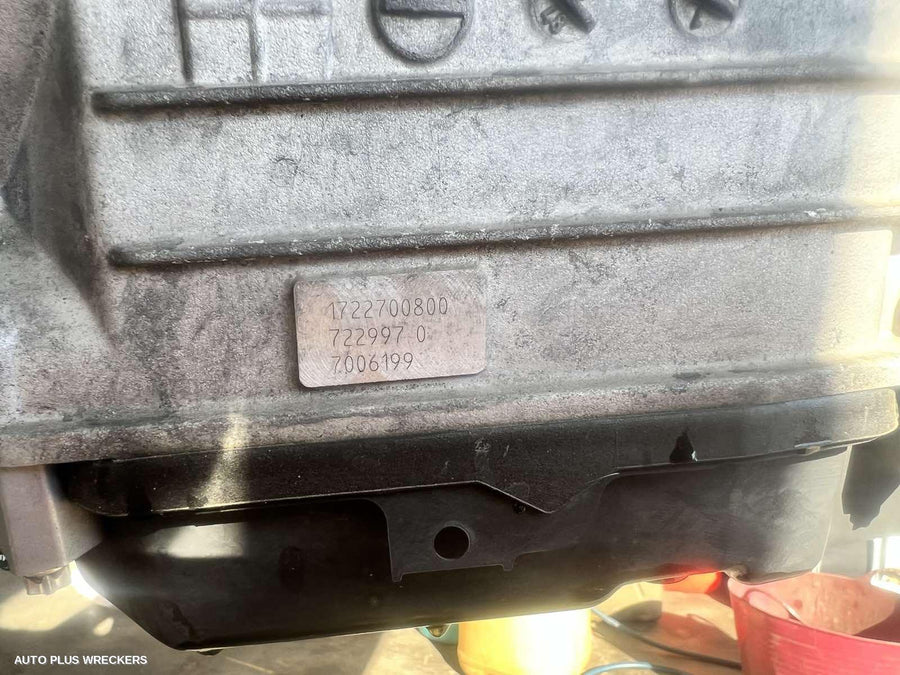 1722700800
722997 0
7006199
AUTO PLUS WRECKERS